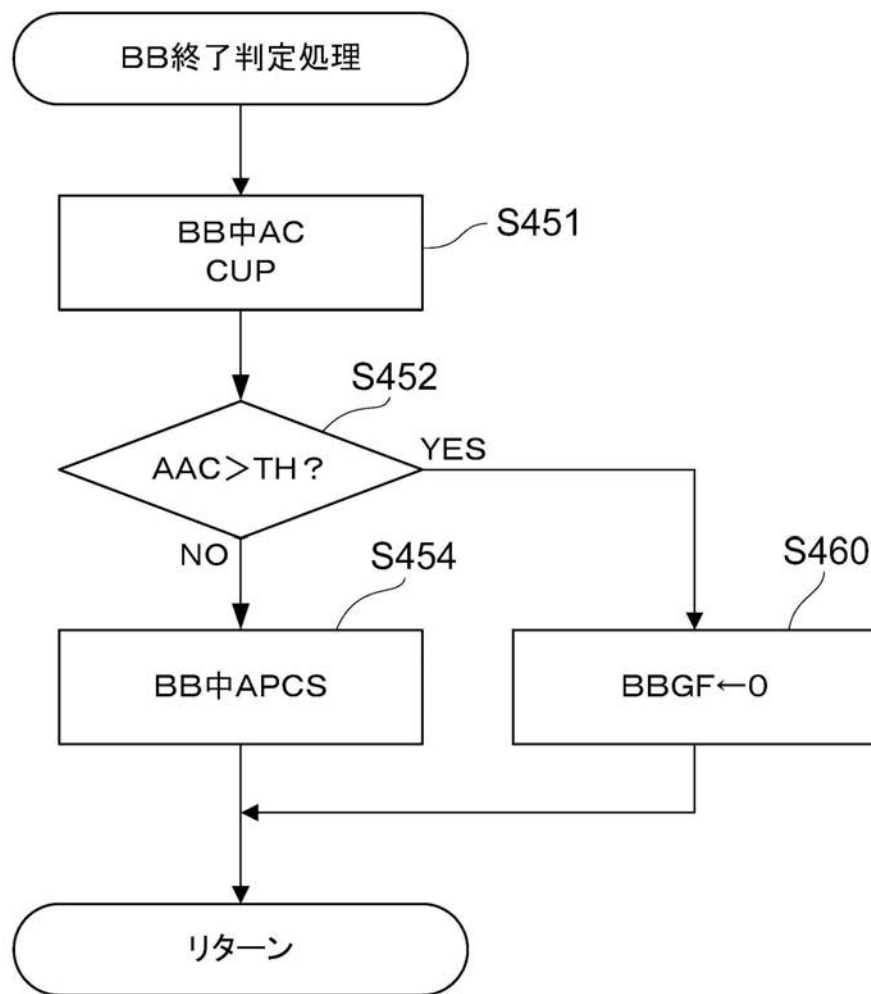 ＢＢ終了判定処理
ＢＢ中ＡＣ
ＣＵＰ
S451
S452
ＡＡＣ＞ＴＨ？
YES
NO
S454
S460
ＢＢ中ＡＰＣＳ
ＢＢＧＦ←０
リターン